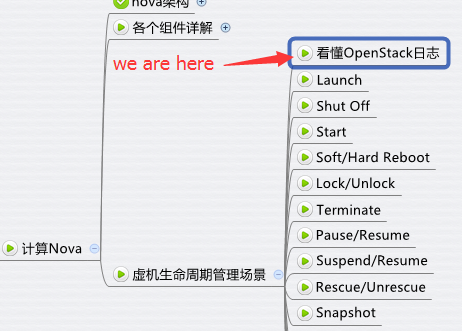 nova架构
各个组件详解
we are here
看懂OpenStack日志
Launch
Shut Off
Start
Soft/Hard Reboot
Lock/Unlock
Terminate
Pause/Resume
计算Nova
Suspend/Resume
虚机生命周期管理场景
Rescue/Unrescue
Snapshot